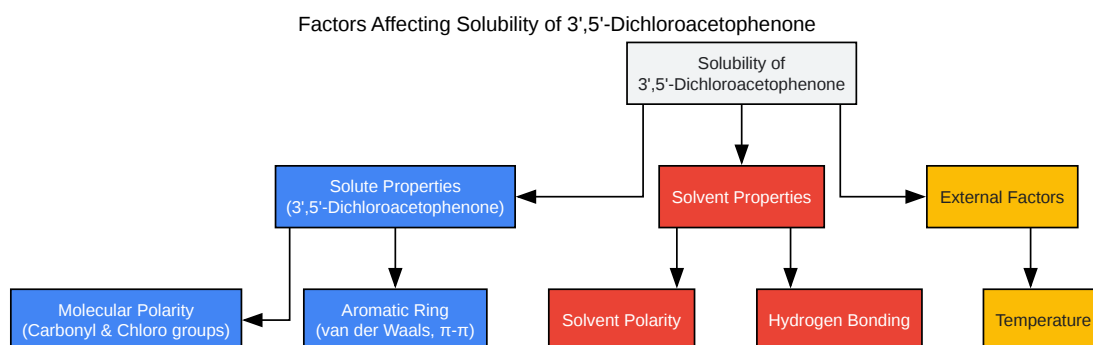 Factors Affecting Solubility of 3',5'-Dichloroacetophenone
Solubility of
3',5'-Dichloroacetophenone
Solute Properties
(3',5'-Dichloroacetophenone)
Solvent Properties
External Factors
Molecular Polarity
(Carbonyl & Chloro groups)
Aromatic Ring
(van der Waals, π-π)
Solvent Polarity
Hydrogen Bonding
Temperature